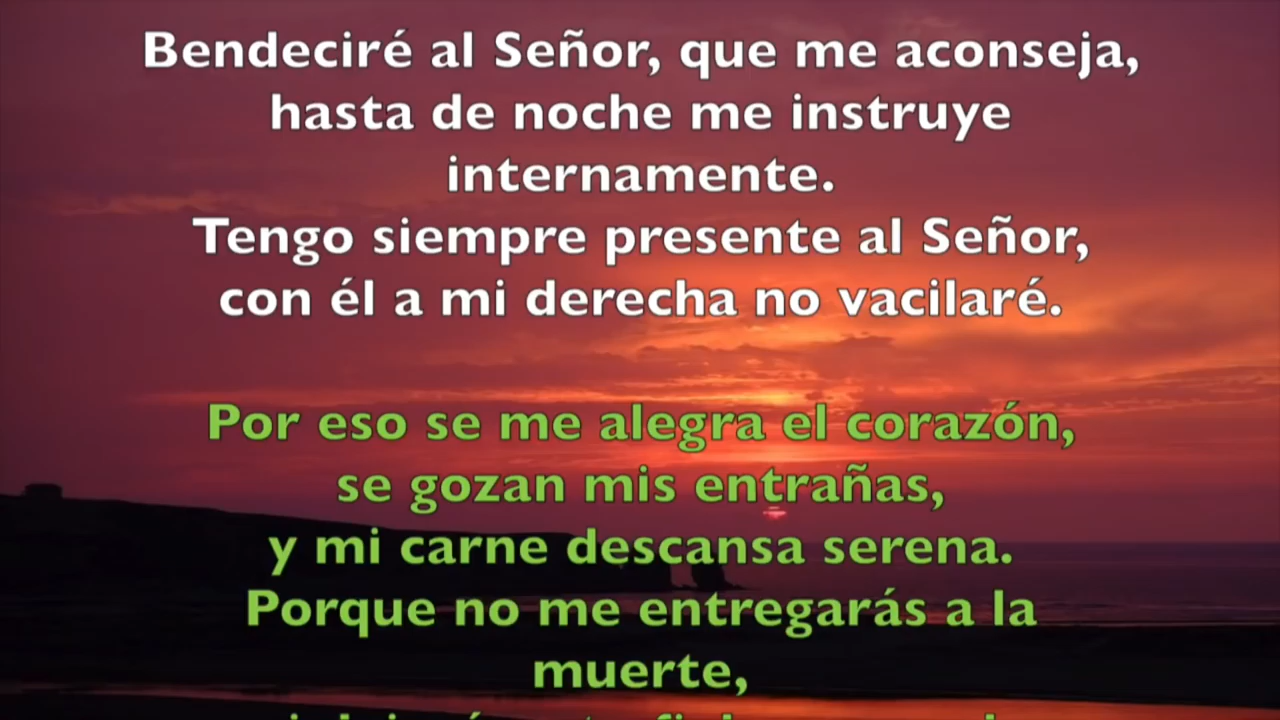 Bendeciré al Señor, que me aconseja,
hasta de noche me instruye
internamente.
Tengo siempre presente al Señor,
con él a mi derecha no vacilaré.
Por eso se me alegra el corazón,
se gozan mis entrañas,
y mi carne descansa serena.
Porque no me entregarás a la
muerte,